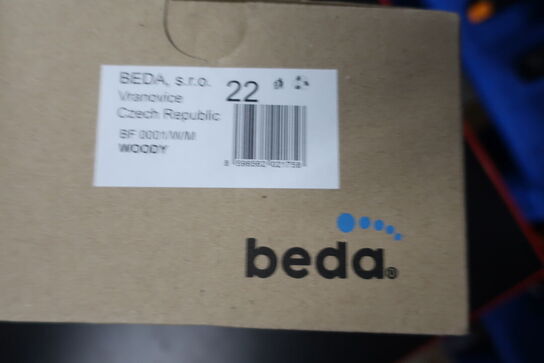 BEDA, s.r.o. 22
Vranovice
Czech Republic
BF 0001/W/M
WOODY
beda®